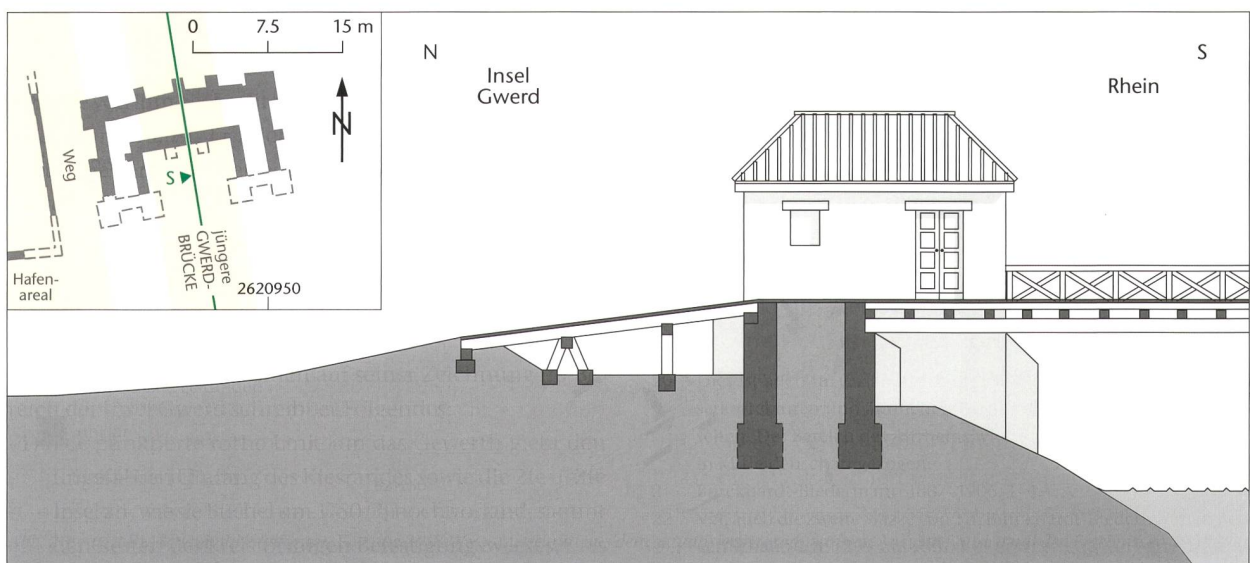 0 7.5 15 m
N
Weg
S
jüngere
GWERD-
BRÜCKE
Hafen-
areal
2620950
N
Insel
Gwerd
S
Rhein